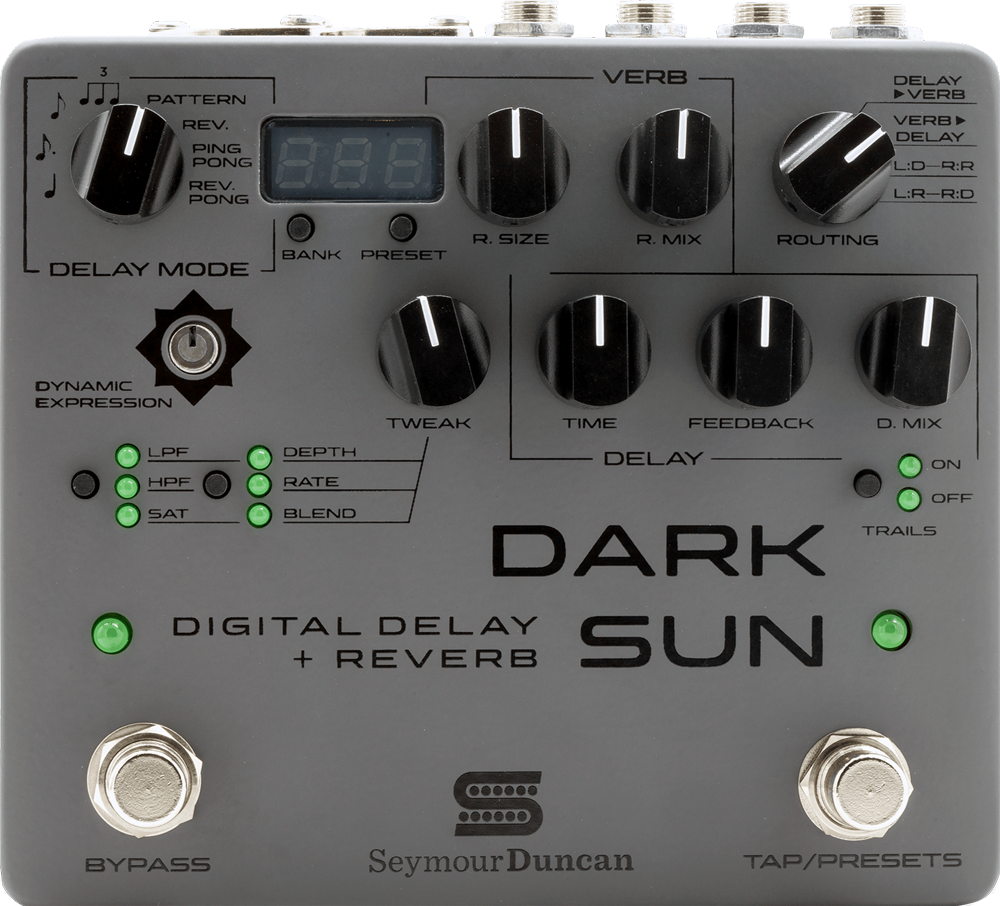 3
PATTERN
REV.
PING
PONG
REV.
PONG
DELAY MODE
BANK
PRESET
VERB
R. SIZE
R. MIX
DELAY
▶VERB
VERB▶
DELAY
L:D—R:R
L:R—R:D
ROUTING
DYNAMIC
EXPRESSION
TWEAK
TIME
FEEDBACK
D. MIX
DELAY
LPF
HPF
SAT
DEPTH
RATE
BLEND
ON
OFF
TRAILS
DARK
SUN
DIGITAL DELAY
+ REVERB
BYPASS
SeymourDuncan
TAP/PRESETS